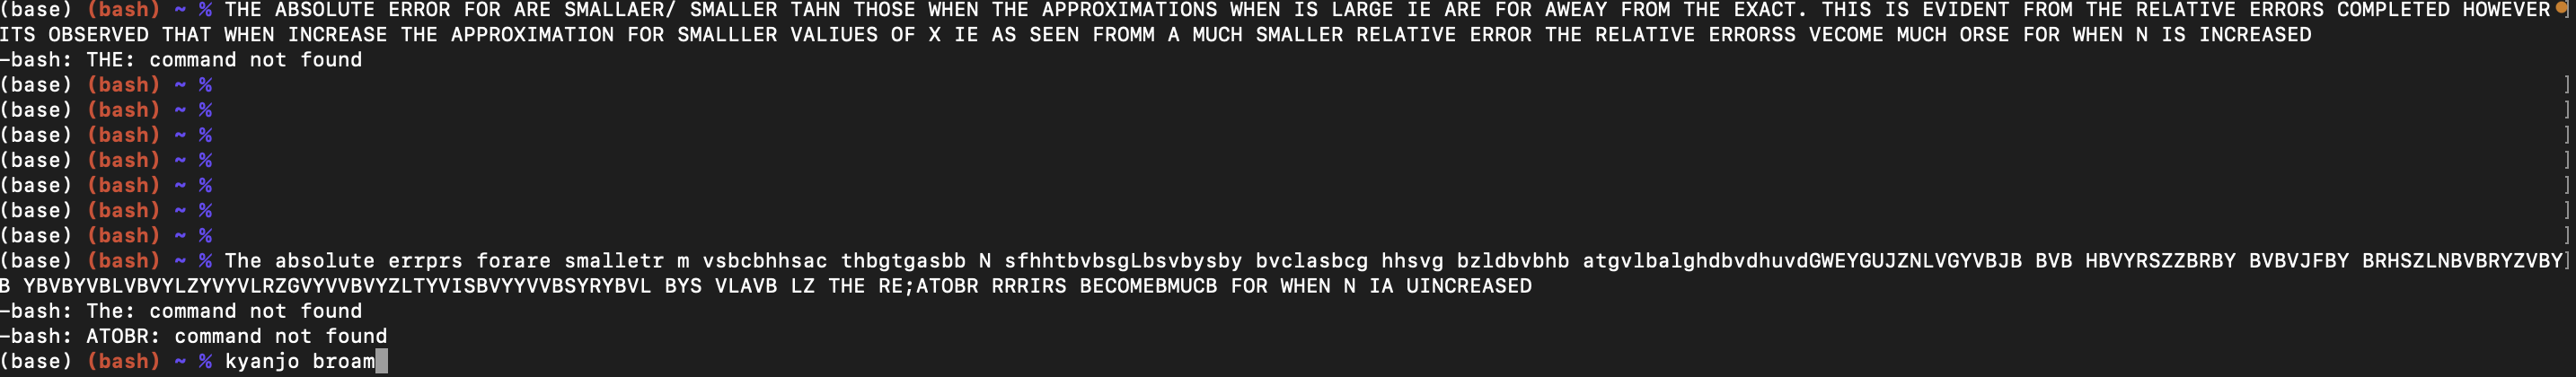 (base) (bash) ~ % THE ABSOLUTE ERROR FOR ARE SMALLAER/ SMALLER TAHN THOSE WHEN THE APPROXIMATIONS WHEN IS LARGE IE ARE FOR AWEAY FROM THE EXACT. THIS IS EVIDENT FROM THE RELATIVE ERRORS COMPLETED HOWEVER ]
ITS OBSERVED THAT WHEN INCREASE THE APPROXIMATION FOR SMALLLER VALIUES OF X IE AS SEEN FROMM A MUCH SMALLER RELATIVE ERROR THE RELATIVE ERRORSS VECOME MUCH ORSE FOR WHEN N IS INCREASED
-bash: THE: command not found
(base) (bash) ~ % ]
(base) (bash) ~ % ]
(base) (bash) ~ % ]
(base) (bash) ~ % ]
(base) (bash) ~ % ]
(base) (bash) ~ % ]
(base) (bash) ~ % ]
(base) (bash) ~ % The absolute errprs forare smalletr m vsbcbhhsac thbgtgasbb N sfhhtbvbsgLbsvbysby bvclasbcg hhsvg bzldbvbhb atgvlbalghdbvdhuvdGWEYGUJZNLVGYVBJB BVB HBVYRSZZBRBY BVBVJFBY BRHSZLNBVBRYZVBY]
B YBVBYVBLVBVYLZYVYVLRZGVYVVBVYZLTYVISBVYYVVBSYRYBVL BYS VLAVB LZ THE RE;ATOBR RRRIRS BECOMEBMUCB FOR WHEN N IA UINCREASED
-bash: The: command not found
-bash: ATOBR: command not found
(base) (bash) ~ % kyanjo broam